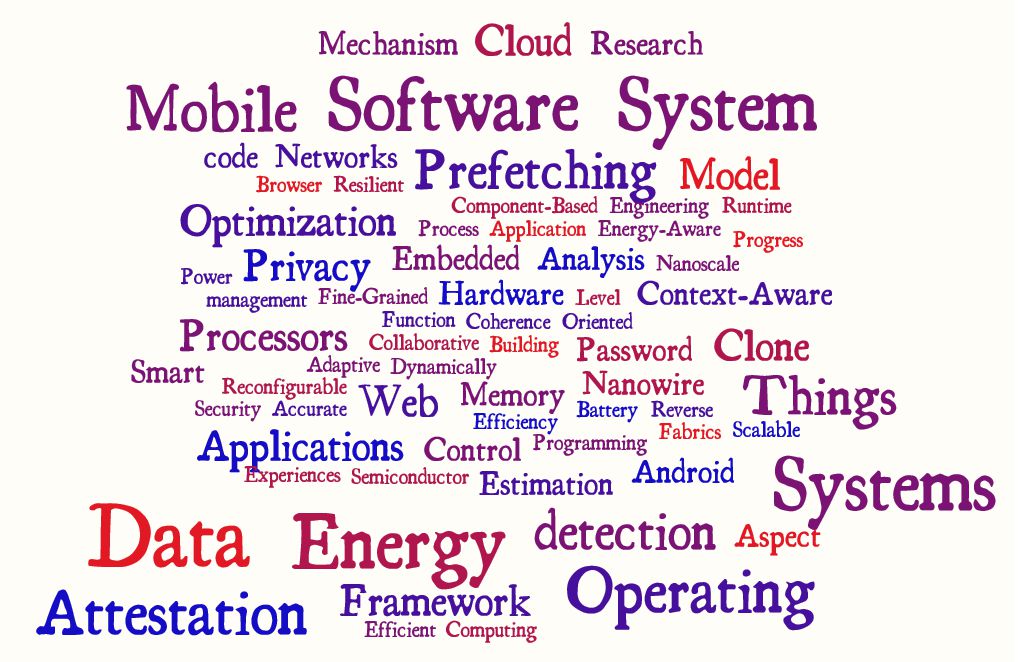 Mechanism Cloud Research
Mobile Software System
code Networks Prefetching Model
Browser Resilient
Component-Based Engineering Runtime
Optimization Process Application Energy-Aware Progress
Power Privacy Embedded Analysis Nanoscale
management Fine-Grained Hardware Level Context-Aware
Function Coherence Oriented
Processors Collaborative Building Password Clone
Smart Adaptive Dynamically
Reconfigurable Web Memory Nanowire Things
Security Accurate Efficiency Battery Reverse
Applications Control Programming Fabrics Scalable
Experiences Semiconductor Estimation Android Systems
Data Energy detection Aspect
Attestation Framework Operating
Efficient Computing